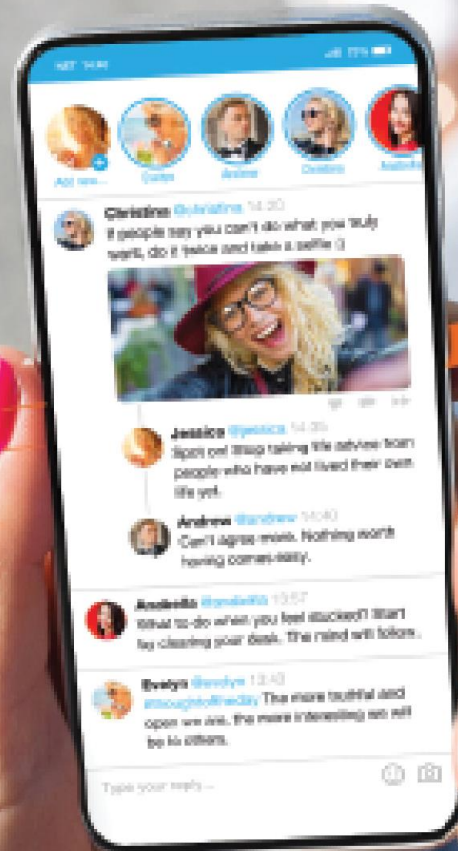 Add new...
Andrew
Christina
Christina @christina 14:20
If people say you can't do what you truly
want, do it twice and take a selfie :)
Jessica @jessica 14:35
Spot on! Stop taking life advice from
people who have not lived their own
life yet.
Andrew @andrew 14:40
Can't agree more. Nothing worth
having comes easy.
Anabella 13:57
What to do when you feel stucked? Start
by clearing your desk. The mind will follow.
Evelyn @evelyn 13:43
#thoughtoftheday The more truthful and
open we are, the more interesting we will
be to others.
Type your reply...